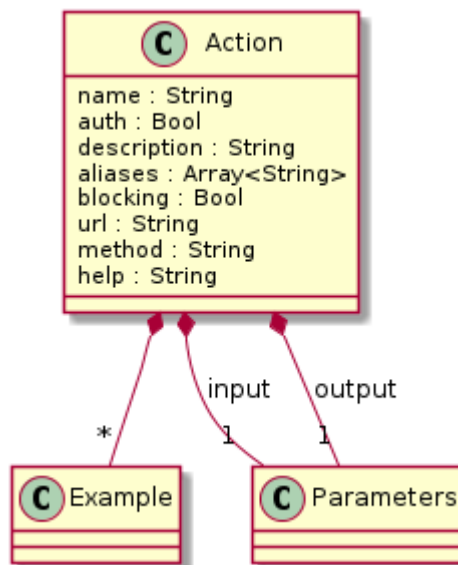 C Action
name : String
auth : Bool
description : String
aliases : Array<String>
blocking : Bool
url : String
method : String
help : String
input
output
*
1
1
C Example
C Parameters